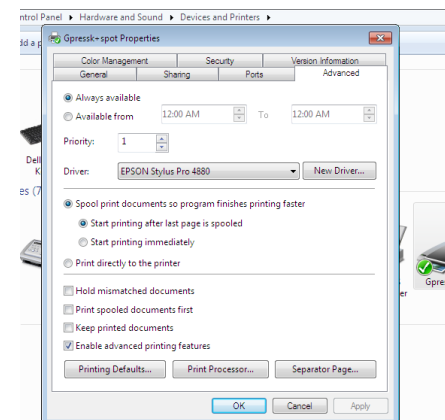 ntrol Panel ▸ Hardware and Sound ▸ Devices and Printers ▸
dd a p
Gpressk+spot Properties
Color Management Security Version Information
General Sharing Ports Advanced
Always available
Available from 12:00 AM To 12:00 AM
Priority: 1
Dell
K
Driver: EPSON Stylus Pro 4880 New Driver...
es (7
Spool print documents so program finishes printing faster
Start printing after last page is spooled
Start printing immediately
Print directly to the printer
Gpres
er
Hold mismatched documents
Print spooled documents first
Keep printed documents
Enable advanced printing features
Printing Defaults... Print Processor... Separator Page...
OK Cancel Apply